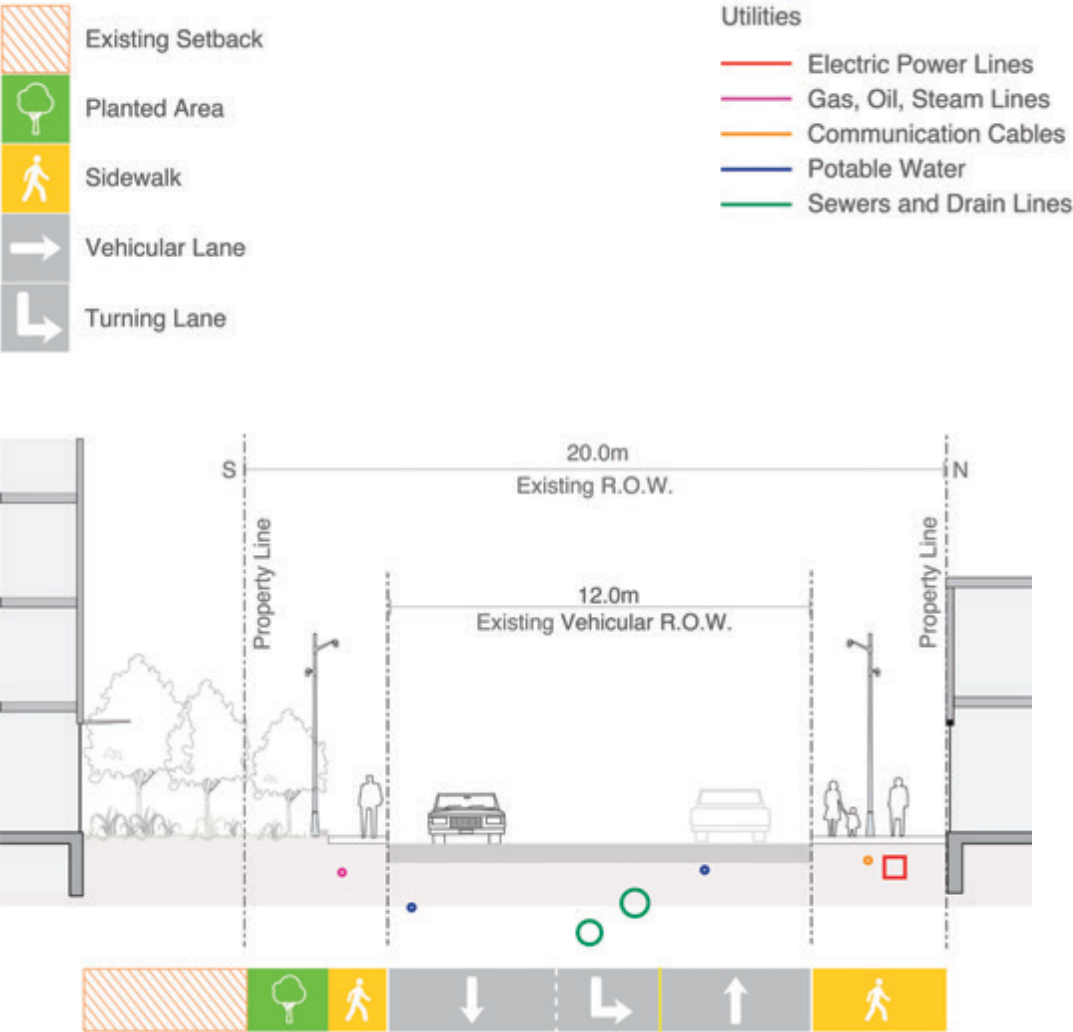 Existing Setback
Planted Area
Sidewalk
Vehicular Lane
Turning Lane
Utilities
Electric Power Lines
Gas, Oil, Steam Lines
Communication Cables
Potable Water
Sewers and Drain Lines
S
20.0m
N
Existing R.O.W.
Property Line
Property Line
12.0m
Existing Vehicular R.O.W.